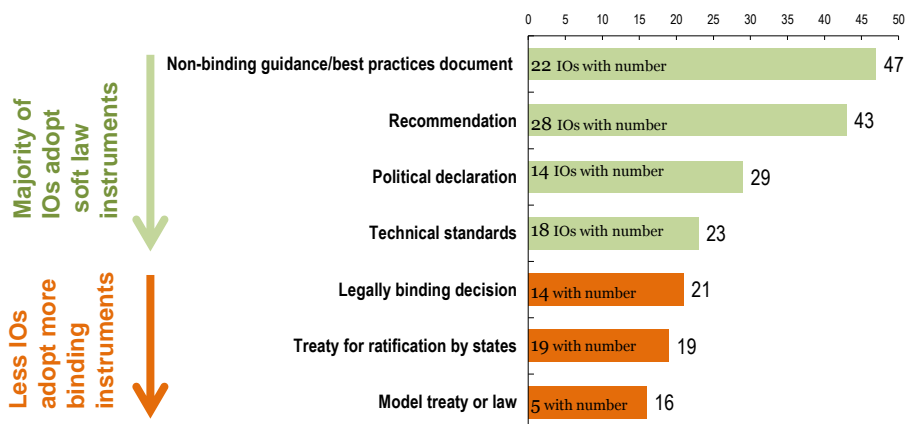 0 5 10 15 20 25 30 35 40 45 50
Majority of
IOs adopt
soft law
instruments
Non-binding guidance/best practices document
22 IOs with number
47
Recommendation
28 IOs with number
43
Political declaration
14 IOs with number
29
Technical standards
18 IOs with number
23
Less IOs
adopt more
binding
instruments
Legally binding decision
14 with number
21
Treaty for ratification by states
19 with number
19
Model treaty or law
5 with number
16